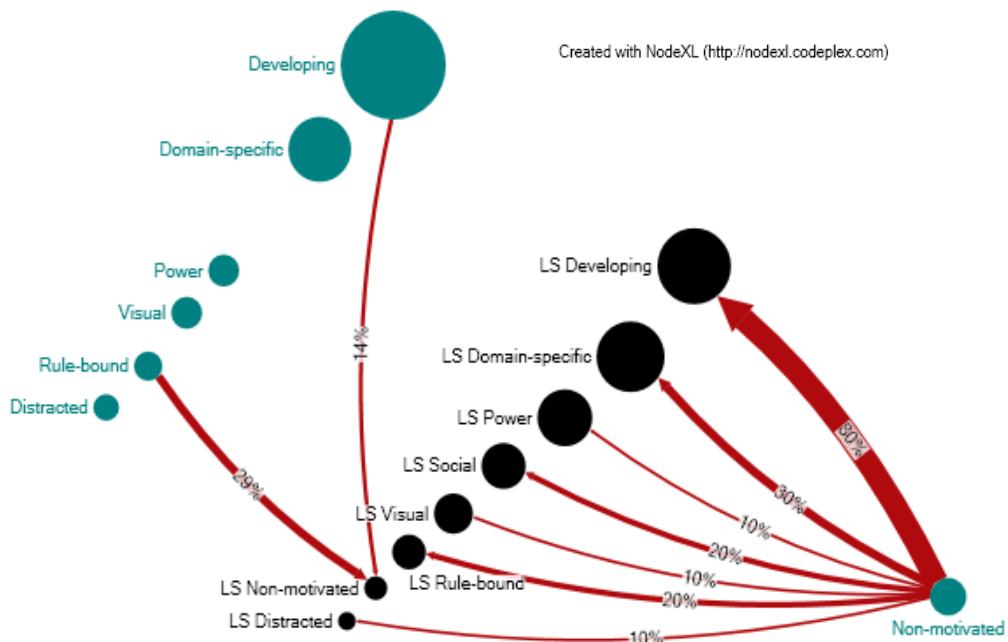 Developing
Created with NodeXL (http://nodexl.codeplex.com)
Domain-specific
Power
Visual
Rule-bound
Distracted
14%
29%
LS Developing
LS Domain-specific
LS Power
LS Social
LS Visual
LS Rule-bound
LS Non-motivated
LS Distracted
80%
30%
10%
20%
10%
20%
10%
Non-motivated